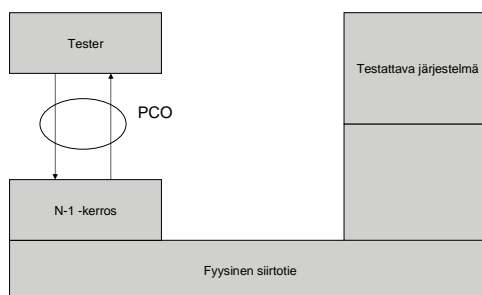 Tester
Testattava järjestelmä
PCO
N-1 -kerros
Fyysinen siirtotie